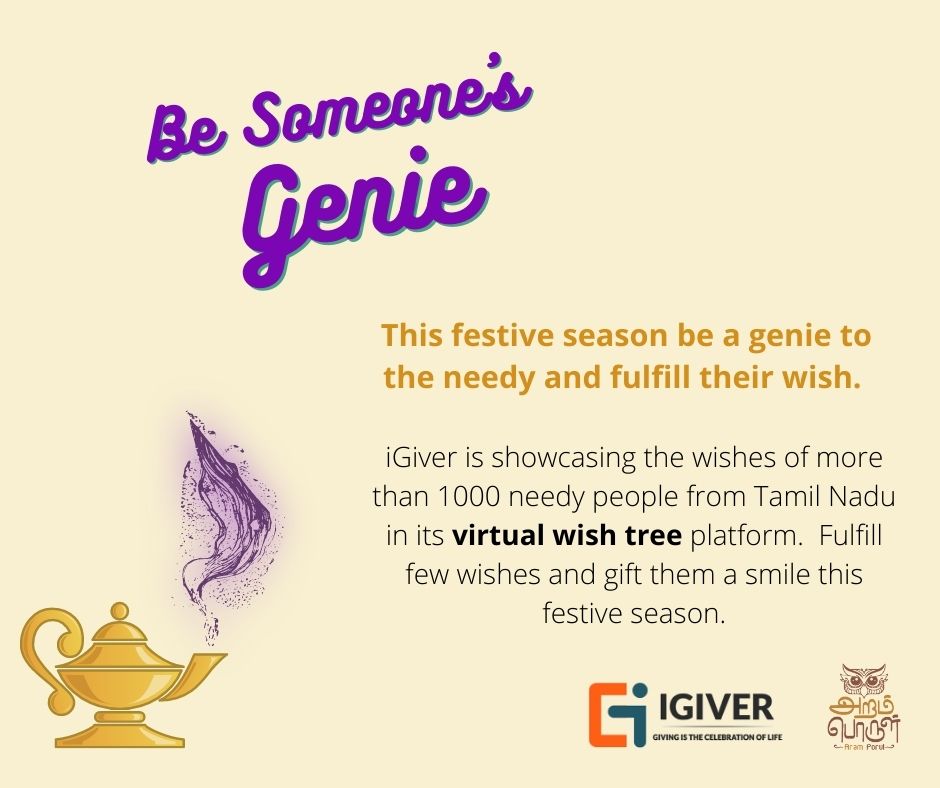 Be Someone's
Genie
This festive season be a genie to
the needy and fulfill their wish.
iGiver is showcasing the wishes of more
than 1000 needy people from Tamil Nadu
in its virtual wish tree platform. Fulfill
few wishes and gift them a smile this
festive season.
IGIVER
GIVING IS THE CELEBRATION OF LIFE
அறம்
பொருள்
Aram Porul